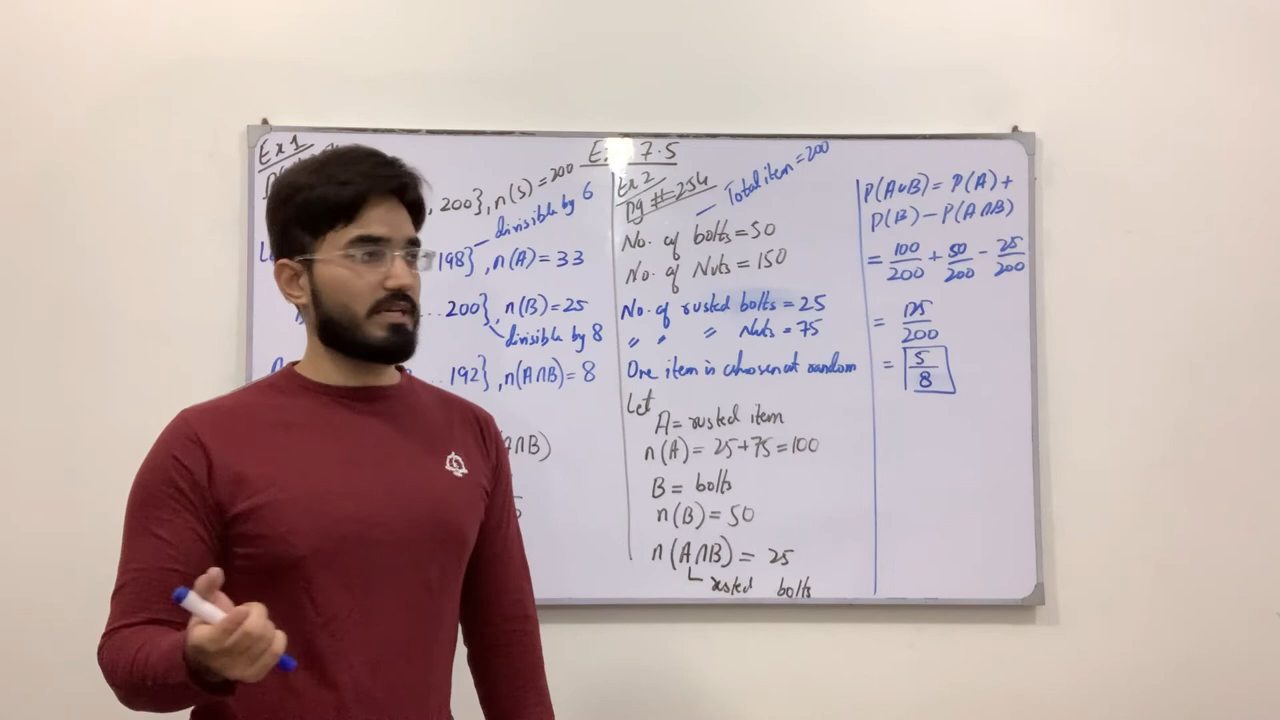 Ex 1
Ex 7.5
, 200}, n(S)=200
divisible by 6
198}, n(A)=33
200}, n(B)=25
divisible by 8
192}, n(A∩B)= 8
A∩B)
Ex 2
Pg #254
Total item=200
No. of bolts=50
No. of Nuts=150
No. of rusted bolts=25
" " " Nuts=75
One item is choosen at random
Let
A= rusted item
n(A)= 25+75=100
B= bolts
n(B)=50
n(A∩B)= 25
rusted bolts
P(A∪B)= P(A)+
P(B)-P(A∩B)
= 100/200 + 50/200 - 25/200
= 125/200
= 5/8